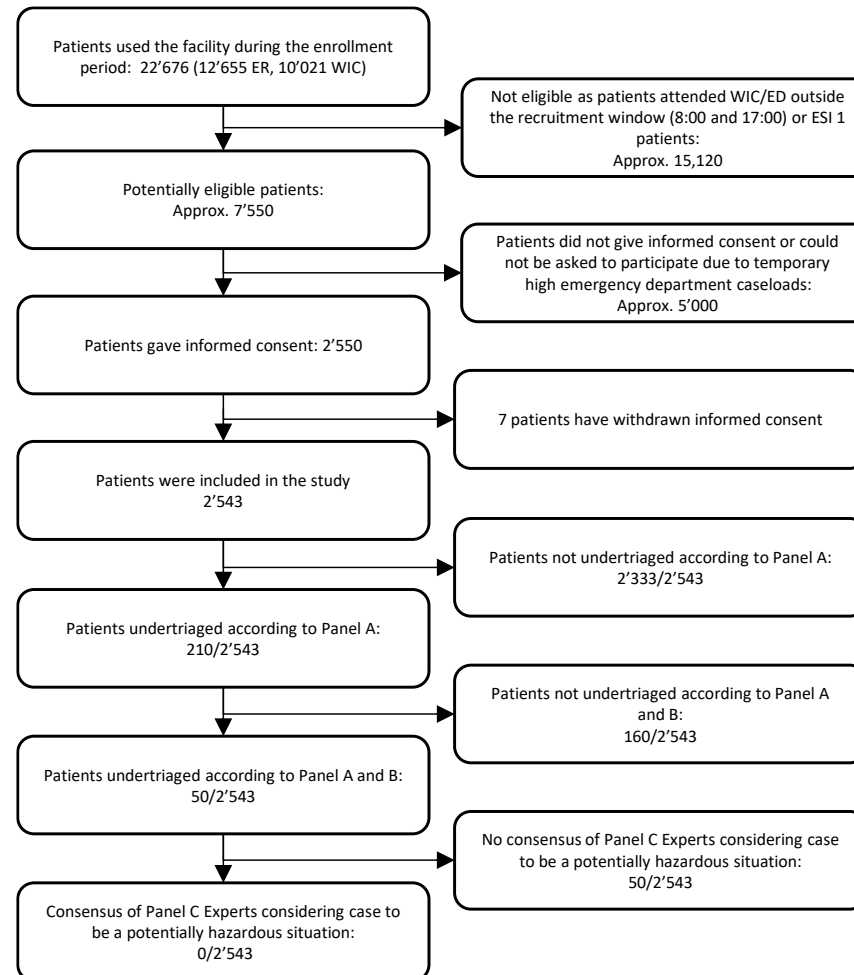 Patients used the facility during the enrollment
period:  22’676 (12’655 ER, 10’021 WIC)
Not eligible as patients attended WIC/ED outside
the recruitment window (8:00 and 17:00) or ESI 1
patients:
Approx. 15,120
Potentially eligible patients:
Approx. 7’550
Patients did not give informed consent or could
not be asked to participate due to temporary
high emergency department caseloads:
Approx. 5’000
Patients gave informed consent: 2’550
7 patients have withdrawn informed consent
Patients were included in the study
2’543
Patients not undertriaged according to Panel A:
2’333/2’543
Patients undertriaged according to Panel A:
210/2’543
Patients not undertriaged according to Panel A
and B:
160/2’543
Patients undertriaged according to Panel A and B:
50/2’543
No consensus of Panel C Experts considering case
to be a potentially hazardous situation:
50/2’543
Consensus of Panel C Experts considering case to
be a potentially hazardous situation:
0/2’543